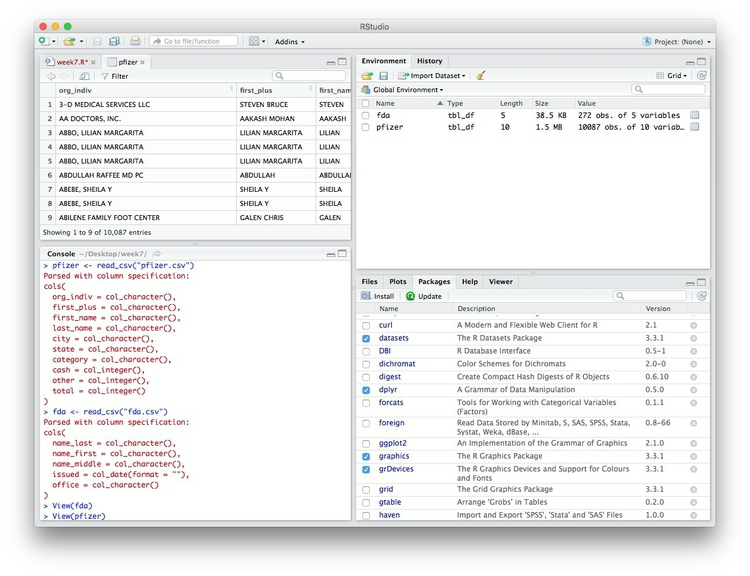 RStudio
Go to file/function
Addins
Project: (None)
week7.R*
pfizer
Filter
org_indiv first_plus first_nam
1 3-D MEDICAL SERVICES LLC STEVEN BRUCE STEVEN
2 AA DOCTORS, INC. AAKASH MOHAN AAKASH
3 ABBO, LILIAN MARGARITA LILIAN MARGARITA LILIAN
4 ABBO, LILIAN MARGARITA LILIAN MARGARITA LILIAN
5 ABBO, LILIAN MARGARITA LILIAN MARGARITA LILIAN
6 ABDULLAH RAFFEE MD PC ABDULLAH ABDULLAH
7 ABEBE, SHEILA Y SHEILA Y SHEILA
8 ABEBE, SHEILA Y SHEILA Y SHEILA
9 ABILENE FAMILY FOOT CENTER GALEN CHRIS GALEN
Showing 1 to 9 of 10,087 entries
Console ~/Desktop/week7/
> pfizer <- read_csv("pfizer.csv")
Parsed with column specification:
cols(
org_indiv = col_character(),
first_plus = col_character(),
first_name = col_character(),
last_name = col_character(),
city = col_character(),
state = col_character(),
category = col_character(),
cash = col_integer(),
other = col_integer(),
total = col_integer()
)
> fda <- read_csv("fda.csv")
Parsed with column specification:
cols(
name_last = col_character(),
name_first = col_character(),
name_middle = col_character(),
issued = col_date(format = ""),
office = col_character()
)
> View(fda)
> View(pfizer)
Environment History
Import Dataset
Grid
Global Environment
Name Type Length Size Value
fda tbl_df 5 38.5 KB 272 obs. of 5 variables
pfizer tbl_df 10 1.5 MB 10087 obs. of 10 variab…
Files Plots Packages Help Viewer
Install Update
Name Description Version
curl A Modern and Flexible Web Client for R 2.1
datasets The R Datasets Package 3.3.1
DBI R Database Interface 0.5-1
dichromat Color Schemes for Dichromats 2.0-0
digest Create Compact Hash Digests of R Objects 0.6.10
dplyr A Grammar of Data Manipulation 0.5.0
forcats Tools for Working with Categorical Variables 0.1.1
(Factors)
foreign Read Data Stored by Minitab, S, SAS, SPSS, Stata, 0.8-66
Systat, Weka, dBase, ...
ggplot2 An Implementation of the Grammar of Graphics 2.1.0
graphics The R Graphics Package 3.3.1
grDevices The R Graphics Devices and Support for Colours 3.3.1
and Fonts
grid The Grid Graphics Package 3.3.1
gtable Arrange 'Grobs' in Tables 0.2.0
haven Import and Export 'SPSS', 'Stata' and 'SAS' Files 1.0.0